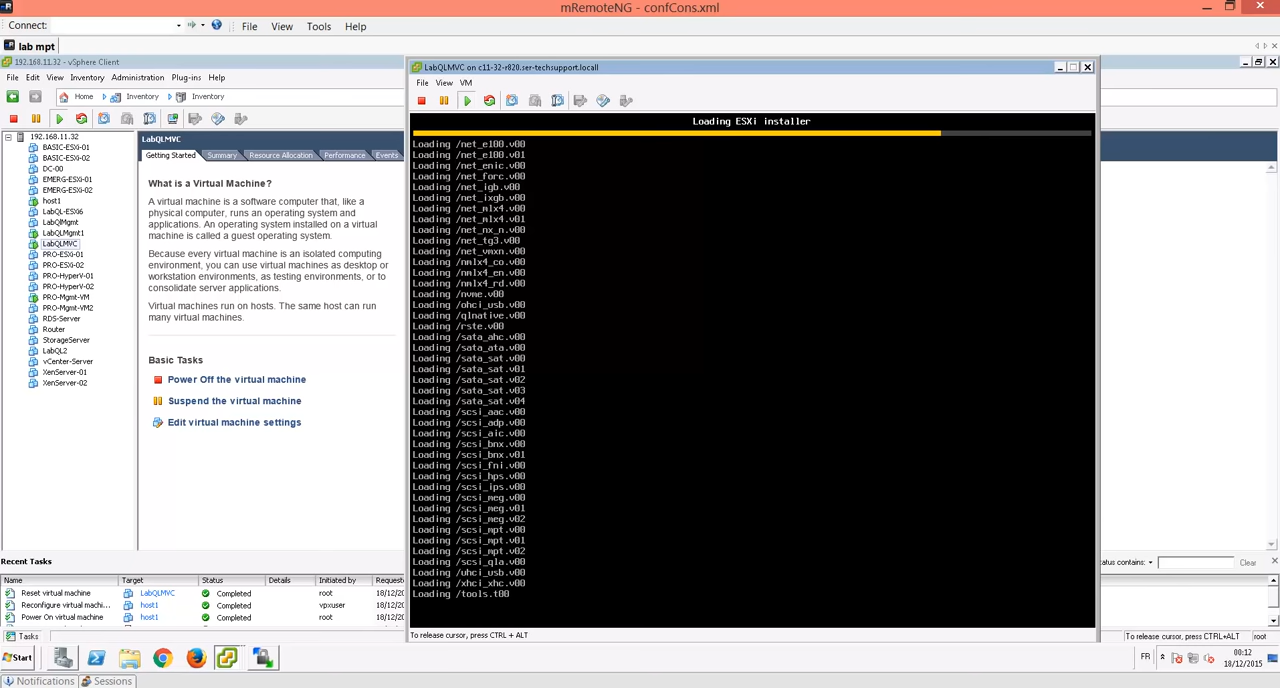 mRemoteNG - confCons.xml
Connect: File View Tools Help
lab mpt
192.168.11.32 - vSphere Client
File Edit View Inventory Administration Plug-ins Help
Home Inventory Inventory
192.168.11.32
BASIC-ESXi-01
BASIC-ESXi-02
DC-00
EMERG-ESXi-01
EMERG-ESXi-02
host1
LabQL-ESXi6
LabQlMgmt
LabQLMgmt1
LabQLMVC
PRO-ESXi-01
PRO-ESXi-02
PRO-HyperV-01
PRO-HyperV-02
PRO-Mgmt-VM
PRO-Mgmt-VM2
RDS-Server
Router
StorageServer
LabQL2
vCenter-Server
XenServer-01
XenServer-02
LabQLMVC
Getting Started Summary Resource Allocation Performance Events
What is a Virtual Machine?
A virtual machine is a software computer that, like a
physical computer, runs an operating system and
applications. An operating system installed on a virtual
machine is called a guest operating system.
Because every virtual machine is an isolated computing
environment, you can use virtual machines as desktop or
workstation environments, as testing environments, or to
consolidate server applications.
Virtual machines run on hosts. The same host can run
many virtual machines.
Basic Tasks
Power Off the virtual machine
Suspend the virtual machine
Edit virtual machine settings
LabQLMVC on c11-32-r820.ser-techsupport.locall
File View VM
Loading ESXi installer
Loading /net_e100.v00
Loading /net_e100.v01
Loading /net_enic.v00
Loading /net_forc.v00
Loading /net_igb.v00
Loading /net_ixgb.v00
Loading /net_mlx4.v00
Loading /net_mlx4.v01
Loading /net_nx_n.v00
Loading /net_tg3.v00
Loading /net_vmxn.v00
Loading /nmlx4_co.v00
Loading /nmlx4_en.v00
Loading /nmlx4_rd.v00
Loading /nvme.v00
Loading /ohci_usb.v00
Loading /qlnative.v00
Loading /rste.v00
Loading /sata_ahc.v00
Loading /sata_ata.v00
Loading /sata_sat.v00
Loading /sata_sat.v01
Loading /sata_sat.v02
Loading /sata_sat.v03
Loading /sata_sat.v04
Loading /scsi_aac.v00
Loading /scsi_adp.v00
Loading /scsi_aic.v00
Loading /scsi_bnx.v00
Loading /scsi_bnx.v01
Loading /scsi_fni.v00
Loading /scsi_hps.v00
Loading /scsi_ips.v00
Loading /scsi_meg.v00
Loading /scsi_meg.v01
Loading /scsi_meg.v02
Loading /scsi_mpt.v00
Loading /scsi_mpt.v01
Loading /scsi_mpt.v02
Loading /scsi_qla.v00
Loading /uhci_usb.v00
Loading /xhci_xhc.v00
Loading /tools.t00
To release cursor, press CTRL + ALT
Recent Tasks
tatus contains: Clear
Name Target Status Details Initiated by Requeste
Reset virtual machine LabQLMVC Completed root 18/12/20
Reconfigure virtual machi... host1 Completed vpxuser 18/12/20
Power On virtual machine host1 Completed root 18/12/20
Tasks
To release cursor, press CTRL+ALT root
Start
FR
00:12
18/12/2015
Notifications Sessions